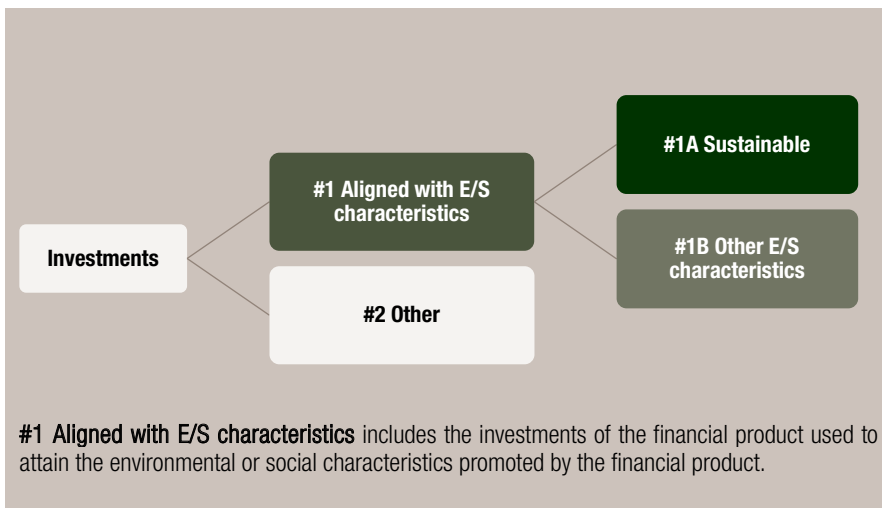 #1A Sustainable
#1 Aligned with E/S
characteristics
#1B Other E/S
characteristics
Investments
#2 Other
#1 Aligned with E/S characteristics includes the investments of the financial product used to
attain the environmental or social characteristics promoted by the financial product.